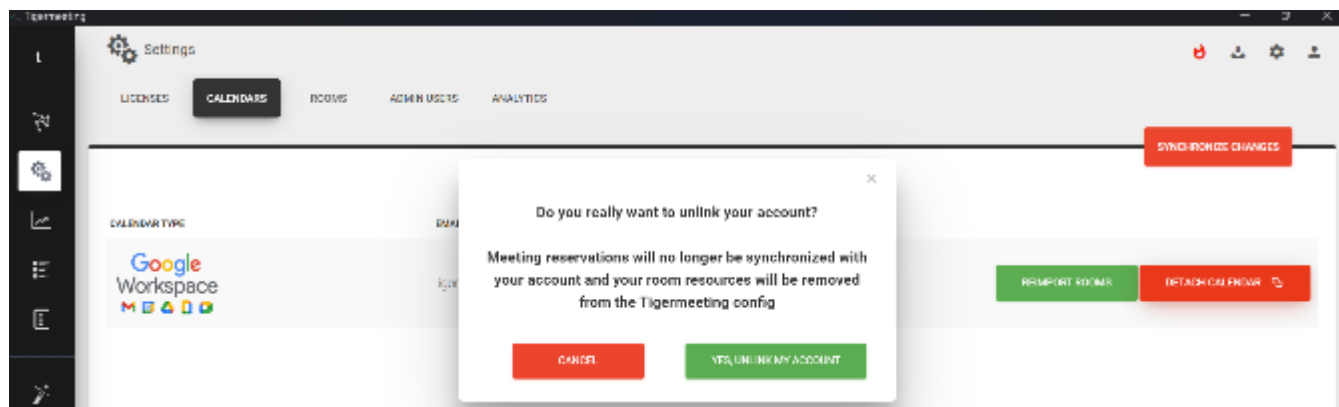 Tigermeeting
Settings
LICENSES CALENDARS ROOMS ADMIN USERS ANALYTICS
SYNCHRONIZE CHANGES
Do you really want to unlink your account?
CALENDAR TYPE
Meeting reservations will no longer be synchronized with
your account and your room resources will be removed
from the Tigermeeting config
Google
Workspace
REIMPORT ROOMS DETACH CALENDAR
CANCEL YES, UNLINK MY ACCOUNT